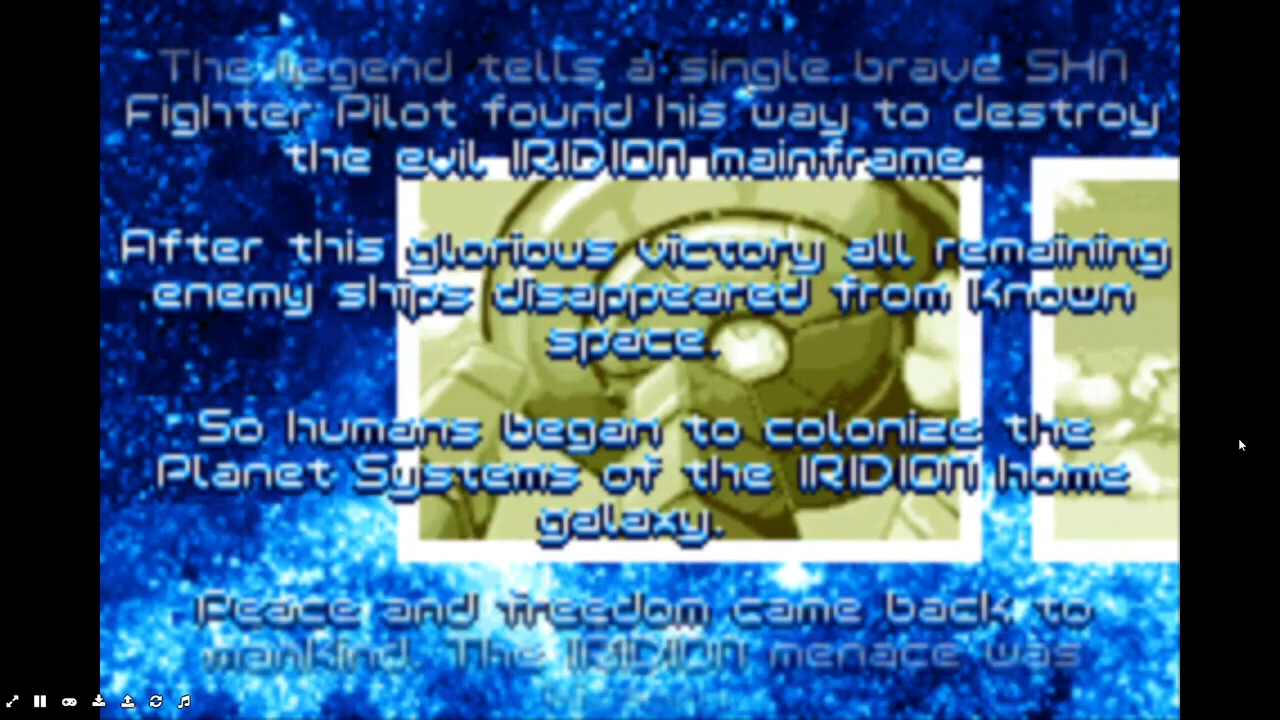 The legend tells a single brave SHN
Fighter Pilot found his way to destroy
the evil IRIDION mainframe.
After this glorious victory all remaining
enemy ships disappeared from known
space.
So humans began to colonize the
Planet Systems of the IRIDION home
galaxy.
Peace and freedom came back to
mankind. The IRIDION menace was